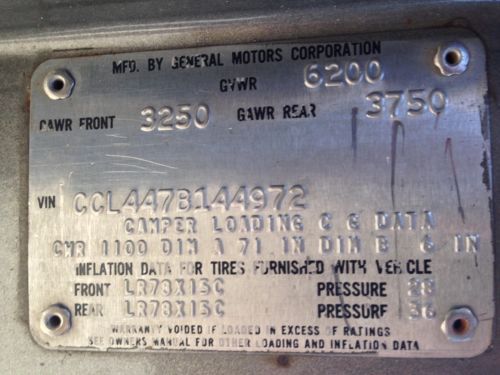 MFD. BY GENERAL MOTORS CORPORATION
GVWR 6200
GAWR FRONT 3250 GAWR REAR 3750
VIN CCL447B144972
CAMPER LOADING C G DATA
CWR 1100 DIM A 71 IN DIM B 6 IN
INFLATION DATA FOR TIRES FURNISHED WITH VEHICLE
FRONT LR78X15C PRESSURE 28
REAR LR78X15C PRESSURE 36
WARRANTY VOIDED IF LOADED IN EXCESS OF RATINGS
SEE OWNERS MANUAL FOR OTHER LOADING AND INFLATION DATA